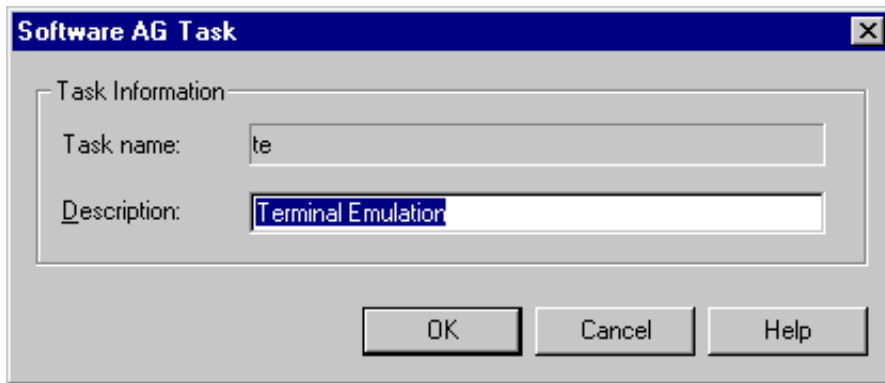 Software AG Task
Task Information
Task name: te
Description: Terminal Emulation
OK Cancel Help